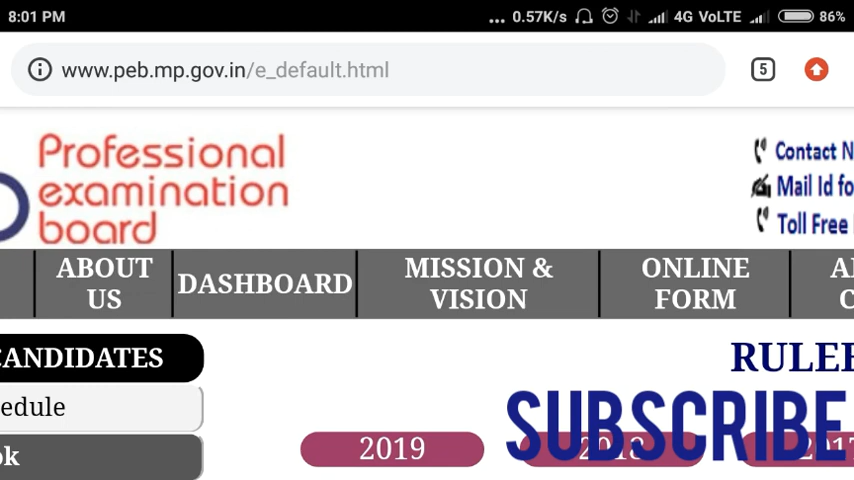 8:01 PM ... 0.57K/s 4G VoLTE 86%
www.peb.mp.gov.in/e_default.html 5
Professional
examination
board
Contact N
Mail Id fo
Toll Free
ABOUT US
DASHBOARD
MISSION & VISION
ONLINE FORM
CANDIDATES
edule
ok
RULE
SUBSCRIBE
2019
2018
2017